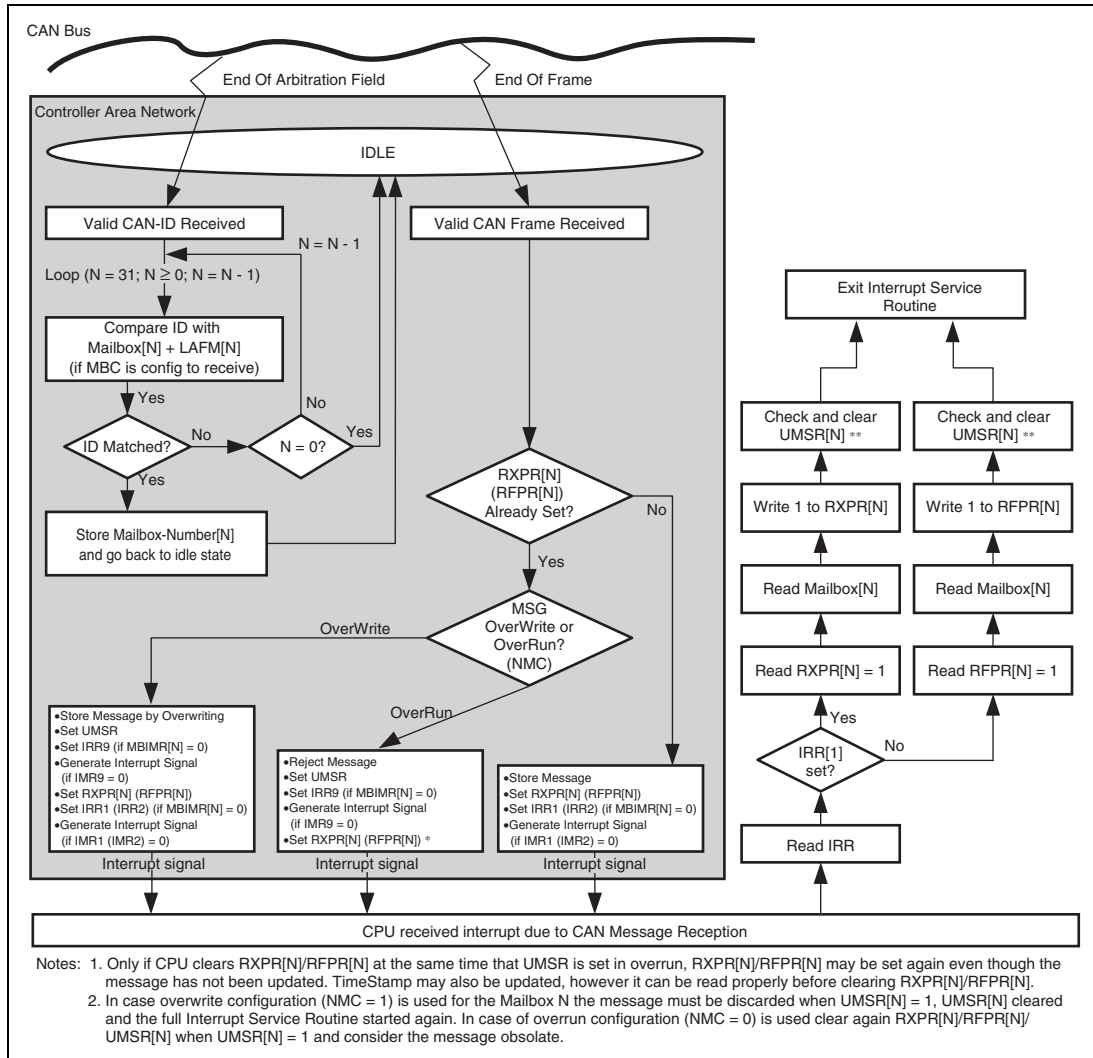 CAN Bus
End Of Arbitration Field
End Of Frame
Controller Area Network
IDLE
Valid CAN-ID Received
Valid CAN Frame Received
N = N - 1
Loop (N = 31; N ≥ 0; N = N - 1)
Compare ID with
Mailbox[N] + LAFM[N]
(if MBC is config to receive)
Yes
No
ID Matched?
No
N = 0?
Yes
Yes
Store Mailbox-Number[N]
and go back to idle state
RXPR[N]
(RFPR[N])
Already Set?
No
Yes
MSG
OverWrite or
OverRun?
(NMC)
OverWrite
OverRun
•Store Message by Overwriting
•Set UMSR
•Set IRR9 (if MBIMR[N] = 0)
•Generate Interrupt Signal
(if IMR9 = 0)
•Set RXPR[N] (RFPR[N])
•Set IRR1 (IRR2) (if MBIMR[N] = 0)
•Generate Interrupt Signal
(if IMR1 (IMR2) = 0)
Interrupt signal
•Reject Message
•Set UMSR
•Set IRR9 (if MBIMR[N] = 0)
•Generate Interrupt Signal
(if IMR9 = 0)
•Set RXPR[N] (RFPR[N]) *
Interrupt signal
•Store Message
•Set RXPR[N] (RFPR[N])
•Set IRR1 (IRR2) (if MBIMR[N] = 0)
•Generate Interrupt Signal
(if IMR1 (IMR2) = 0)
Interrupt signal
Exit Interrupt Service
Routine
Check and clear
UMSR[N] **
Check and clear
UMSR[N] **
Write 1 to RXPR[N]
Write 1 to RFPR[N]
Read Mailbox[N]
Read Mailbox[N]
Read RXPR[N] = 1
Read RFPR[N] = 1
Yes
IRR[1]
set?
No
Read IRR
CPU received interrupt due to CAN Message Reception
Notes: 1. Only if CPU clears RXPR[N]/RFPR[N] at the same time that UMSR is set in overrun, RXPR[N]/RFPR[N] may be set again even though the
message has not been updated. TimeStamp may also be updated, however it can be read properly before clearing RXPR[N]/RFPR[N].
2. In case overwrite configuration (NMC = 1) is used for the Mailbox N the message must be discarded when UMSR[N] = 1, UMSR[N] cleared
and the full Interrupt Service Routine started again. In case of overrun configuration (NMC = 0) is used clear again RXPR[N]/RFPR[N]/
UMSR[N] when UMSR[N] = 1 and consider the message obsolate.